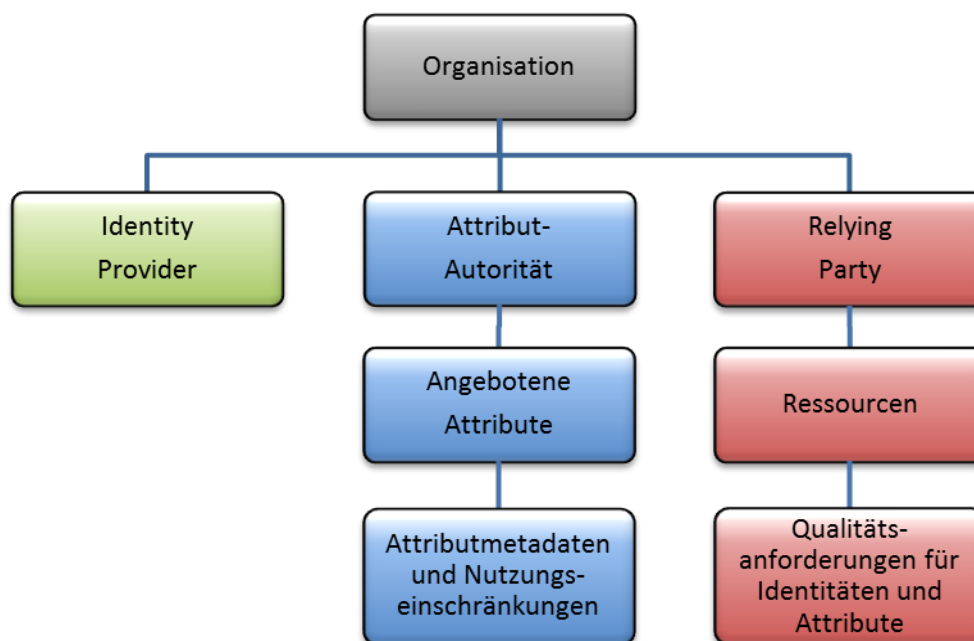 Organisation
Identity
Provider
Attribut-
Autorität
Relying
Party
Angebotene
Attribute
Ressourcen
Attributmetadaten
und Nutzungs-
einschränkungen
Qualitäts-
anforderungen für
Identitäten und
Attribute